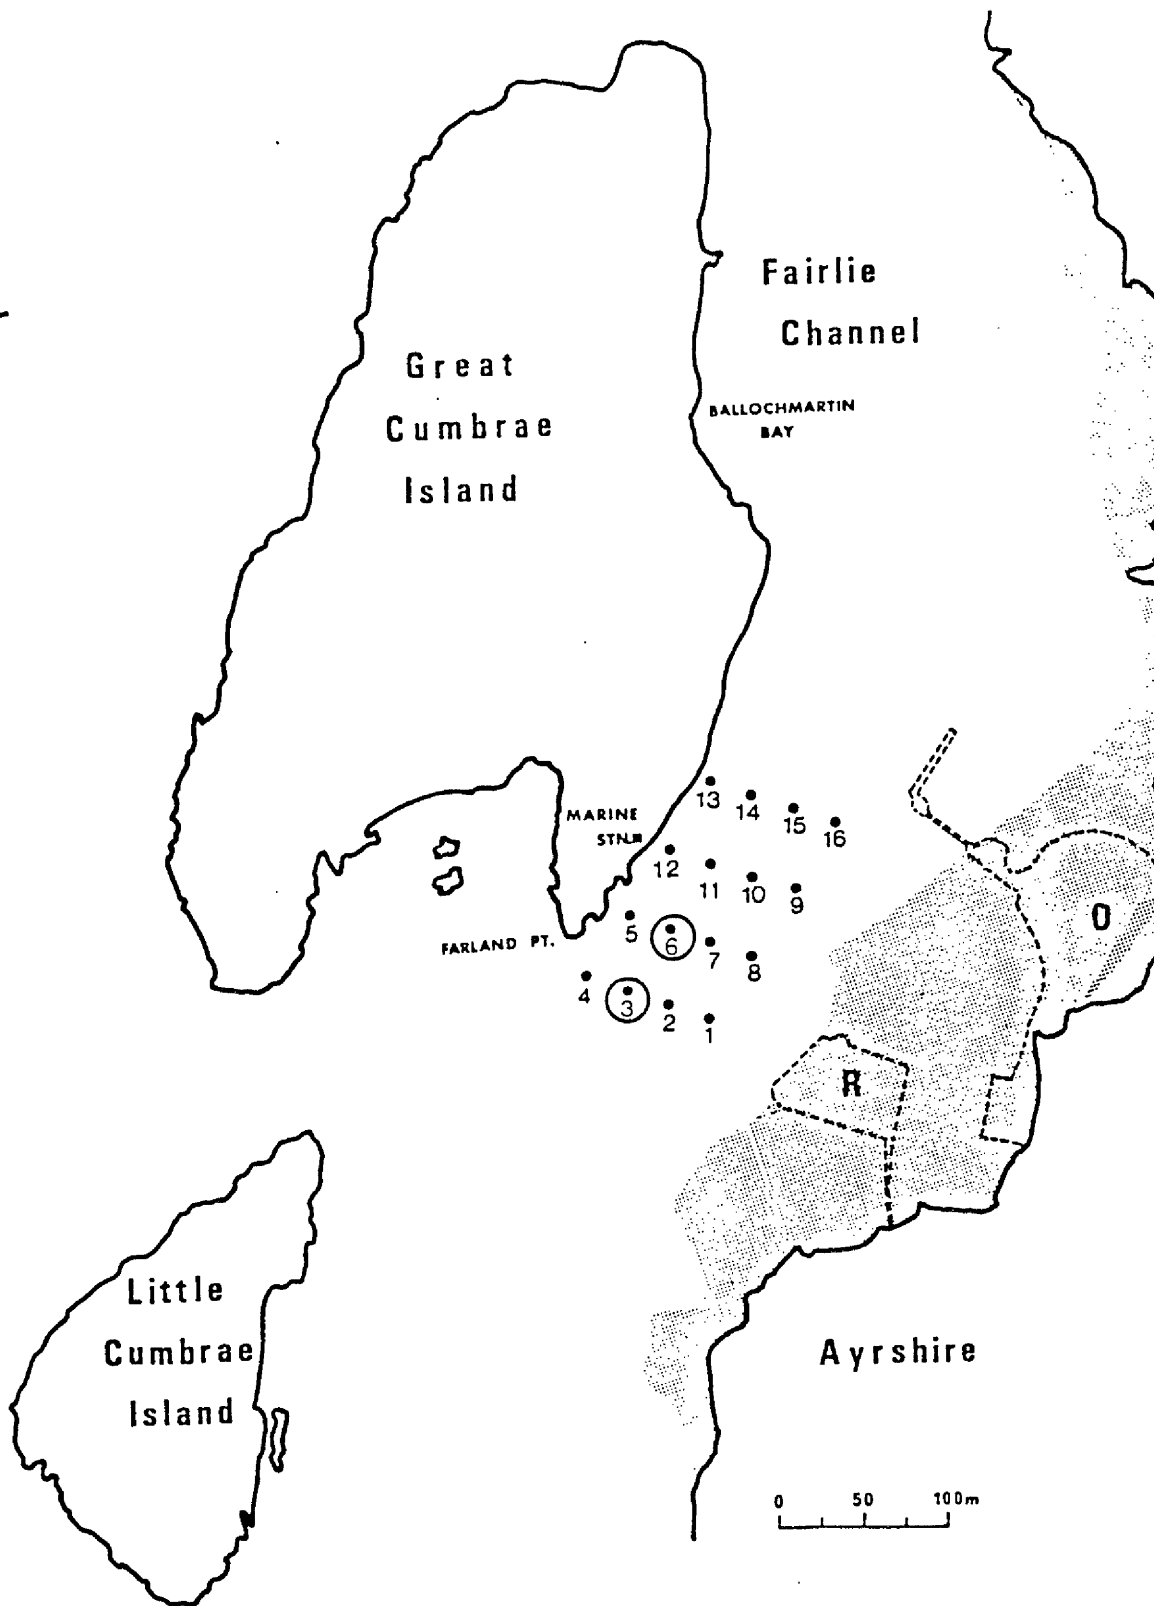 Fairlie
Channel
Great
Cumbrae
Island
BALLOCHMARTIN
BAY
MARINE
STN.
13
14
15
16
12
11
10
9
FARLAND PT.
5
6
7
8
4
3
2
1
O
R
Little
Cumbrae
Island
Ayrshire
0 50 100m